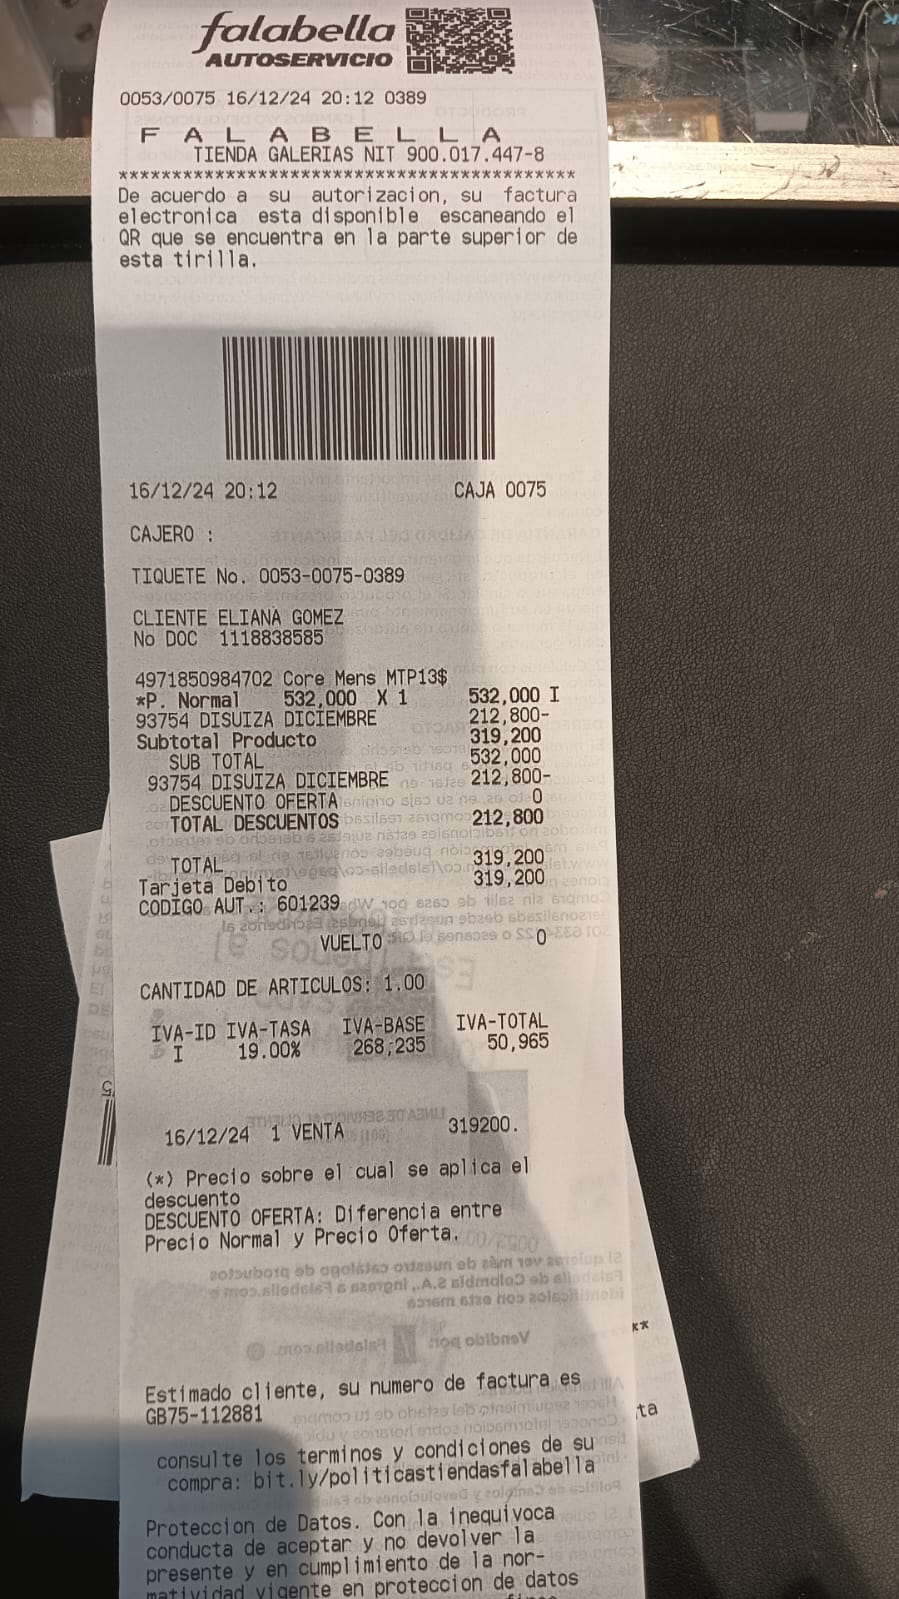 falabella
AUTOSERVICIO
0053/0075 16/12/24 20:12 0389
F A L A B E L L A
TIENDA GALERIAS NIT 900.017.447-8
********************************************
De acuerdo a su autorizacion, su factura
electronica esta disponible escaneando el
QR que se encuentra en la parte superior de
esta tirilla.
16/12/24 20:12 CAJA 0075
CAJERO :
TIQUETE No. 0053-0075-0389
CLIENTE ELIANA GOMEZ
No DOC 1118838585
4971850984702 Core Mens MTP13$
*P. Normal 532,000 X 1 532,000 I
93754 DISUIZA DICIEMBRE 212,800-
Subtotal Producto 319,200
SUB TOTAL 532,000
93754 DISUIZA DICIEMBRE 212,800-
DESCUENTO OFERTA 0
TOTAL DESCUENTOS 212,800
TOTAL 319,200
Tarjeta Debito 319,200
CODIGO AUT.: 601239
VUELTO 0
CANTIDAD DE ARTICULOS: 1.00
IVA-ID IVA-TASA IVA-BASE IVA-TOTAL
I 19.00% 268,235 50,965
16/12/24 1 VENTA 319200.
(*) Precio sobre el cual se aplica el
descuento
DESCUENTO OFERTA: Diferencia entre
Precio Normal y Precio Oferta.
Estimado cliente, su numero de factura es
GB75-112881
consulte los terminos y condiciones de su
compra: bit.ly/politicastiendasfalabella
Proteccion de Datos. Con la inequivoca
conducta de aceptar y no devolver la
presente y en cumplimiento de la nor-
matividad vigente en proteccion de datos